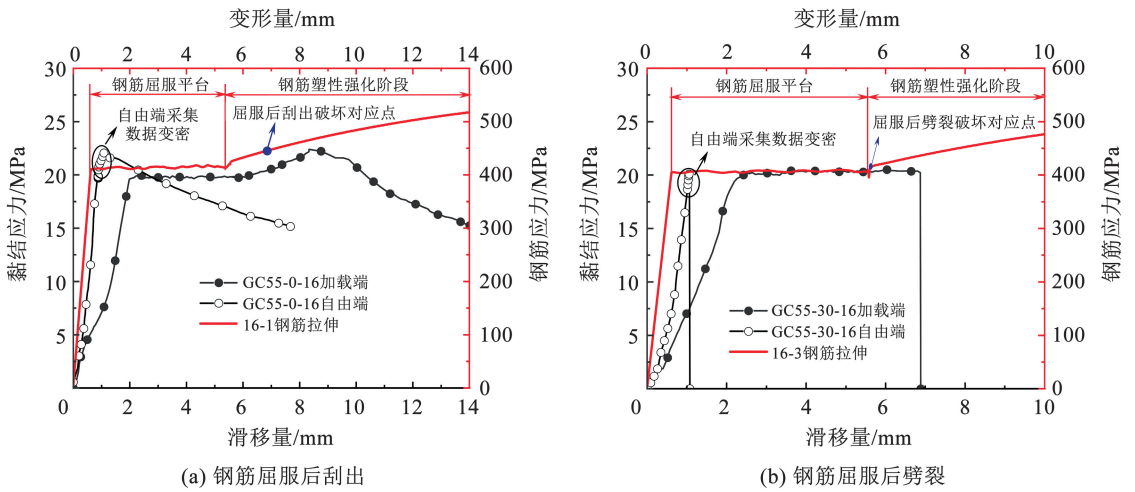 变形量/mm
0 2 4 6 8 10 12 14
30
25
20
15
10
5
0 2 4 6 8 10 12 14
600
500
400
300
200
100
0
黏结应力/MPa
钢筋应力/MPa
滑移量/mm
钢筋屈服平台
钢筋塑性强化阶段
自由端采集
数据变密
屈服后刮出破坏对应点
GC55-0-16加载端
GC55-0-16自由端
16-1钢筋拉伸
(a) 钢筋屈服后刮出
变形量/mm
0 2 4 6 8 10
30
25
20
15
10
5
0 2 4 6 8 10
600
500
400
300
200
100
0
黏结应力/MPa
钢筋应力/MPa
滑移量/mm
钢筋屈服平台
钢筋塑性强化阶段
自由端采集数据变密
屈服后劈裂破坏对应点
GC55-30-16加载端
GC55-30-16自由端
16-3钢筋拉伸
(b) 钢筋屈服后劈裂